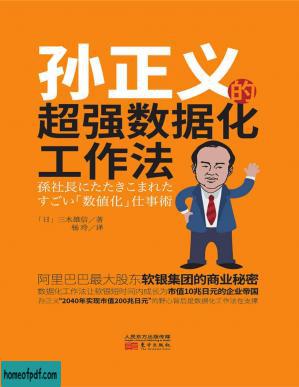 孙正义的
超强数据化
工作法
孫社長にたたきこまれた
すごい「数値化」仕事術
「日」三木雄信／著
杨玲／译
阿里巴巴最大股东软银集团的商业秘密
数据化工作法让软银短时间内成长为市值10兆日元的企业帝国
孙正义“2040年实现市值200兆日元”的野心背后是数据化工作法在支撑
人民东方出版传媒
东方出版社
homeofpdf.com
homeofpdf.com